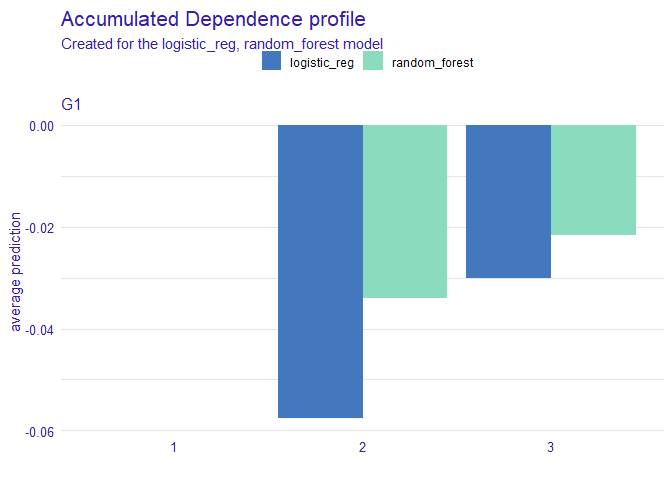 Accumulated Dependence profile
Created for the logistic_reg, random_forest model
logistic_reg random_forest
G1
0.00
-0.02
-0.04
-0.06
average prediction
1 2 3